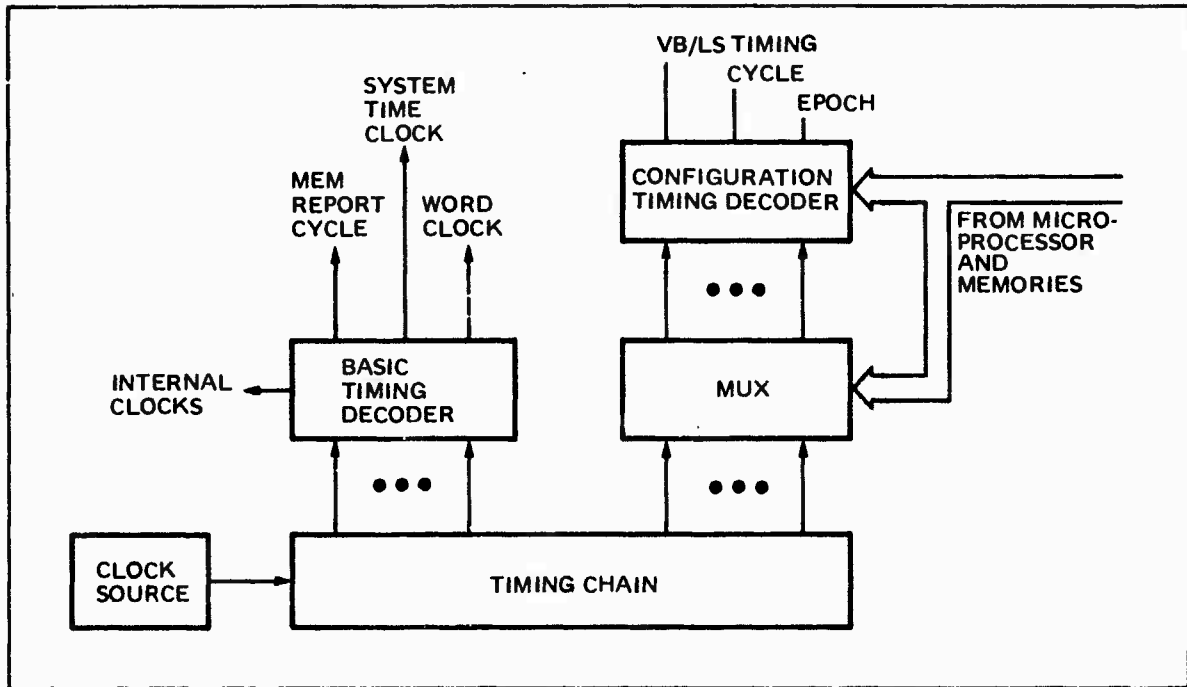 VB/LS TIMING
CYCLE
EPOCH
SYSTEM
TIME
CLOCK
MEM
REPORT
CYCLE
WORD
CLOCK
CONFIGURATION
TIMING DECODER
FROM MICRO-
PROCESSOR
AND
MEMORIES
INTERNAL
CLOCKS
BASIC
TIMING
DECODER
MUX
CLOCK
SOURCE
TIMING CHAIN